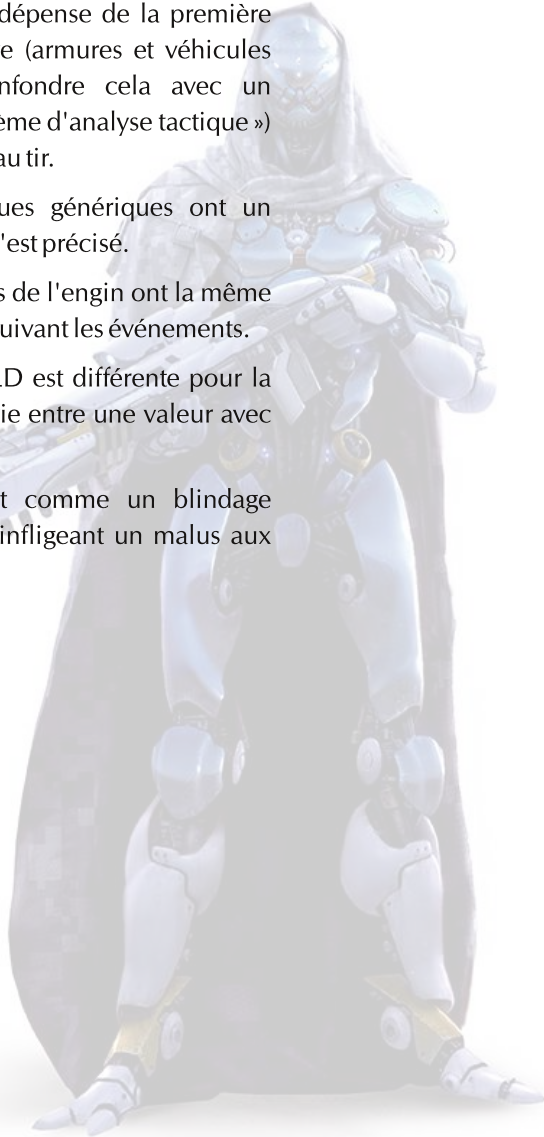 dépense de la première
e (armures et véhicules
nfondre cela avec un
ème d'analyse tactique »)
au tir.
ues génériques ont un
'est précisé.
s de l'engin ont la même
uivant les événements.
LD est différente pour la
ie entre une valeur avec
t comme un blindage
infligeant un malus aux